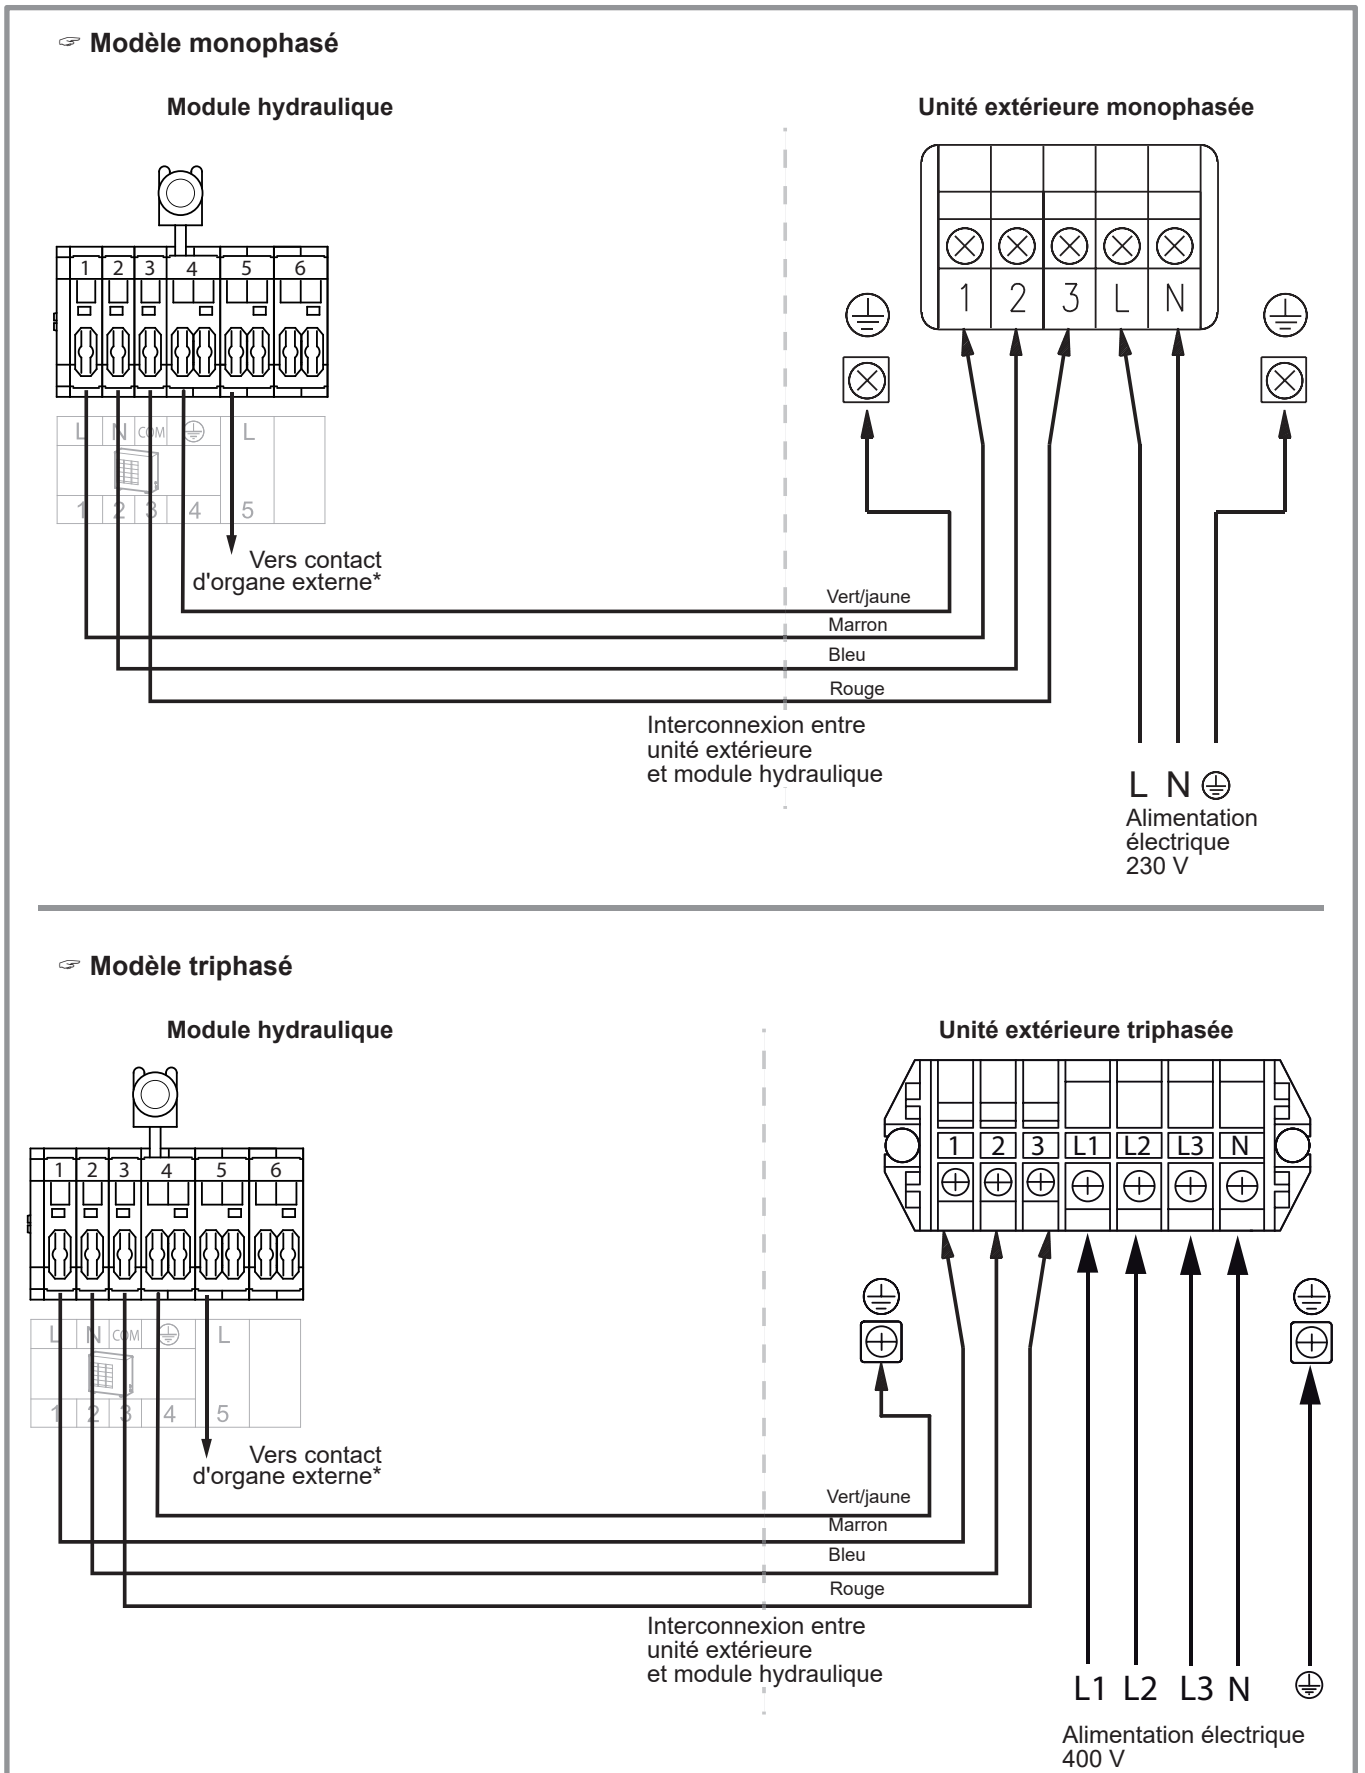 ☞ Modèle monophasé
Module hydraulique
Unité extérieure monophasée
1 2 3 4 5 6
1 2 3 L N
L N COM L
1 2 3 4 5
Vers contact
d'organe externe*
Vert/jaune
Marron
Bleu
Rouge
Interconnexion entre
unité extérieure
et module hydraulique
L N
Alimentation
électrique
230 V
☞ Modèle triphasé
Module hydraulique
Unité extérieure triphasée
1 2 3 4 5 6
1 2 3 L1 L2 L3 N
L N COM L
1 2 3 4 5
Vers contact
d'organe externe*
Vert/jaune
Marron
Bleu
Rouge
Interconnexion entre
unité extérieure
et module hydraulique
L1 L2 L3 N
Alimentation électrique
400 V